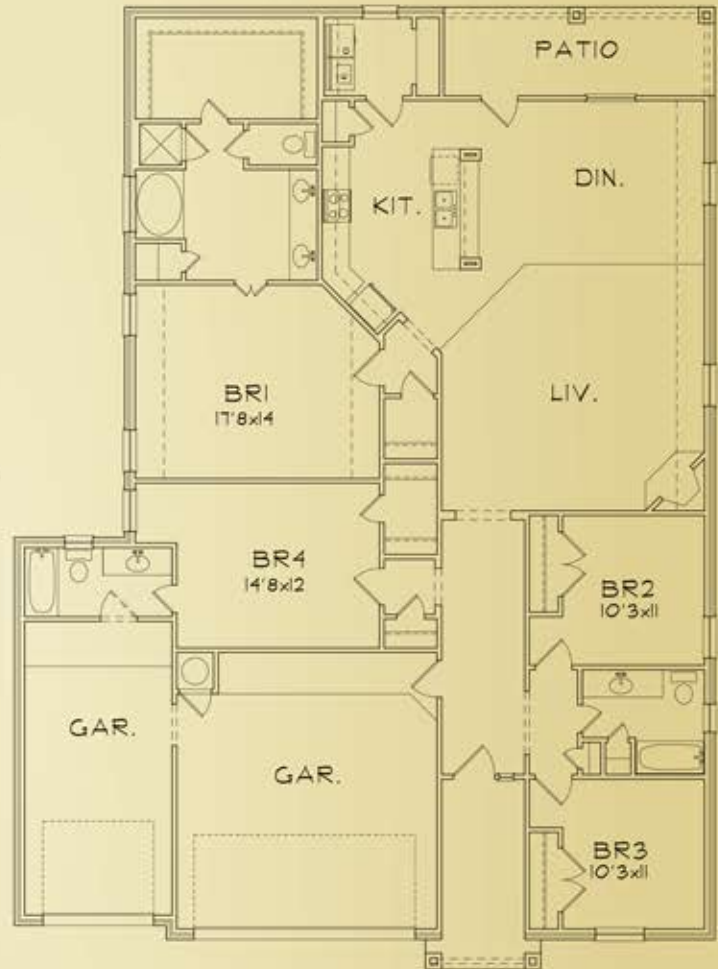 PATIO
KIT.
DIN.
BR1
17'8x14
LIV.
BR4
14'8x12
BR2
10'3x11
GAR.
GAR.
BR3
10'3x11